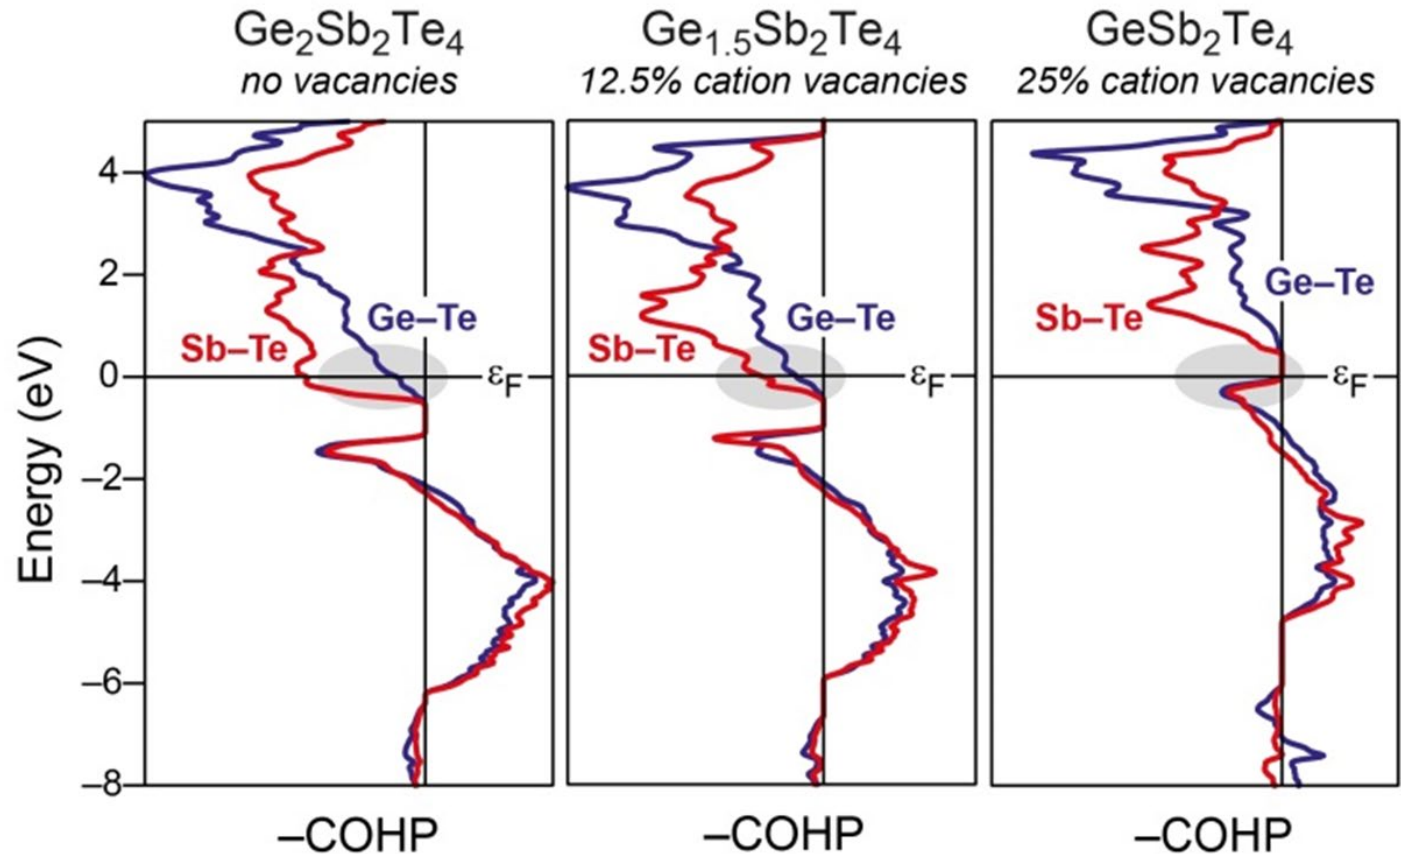 Ge₂Sb₂Te₄
no vacancies
Ge₁.₅Sb₂Te₄
12.5% cation vacancies
GeSb₂Te₄
25% cation vacancies
Energy (eV)
4
2
0
–2
–4
–6
–8
Ge–Te
Sb–Te
εF
–COHP
Ge–Te
Sb–Te
εF
–COHP
Ge–Te
Sb–Te
εF
–COHP